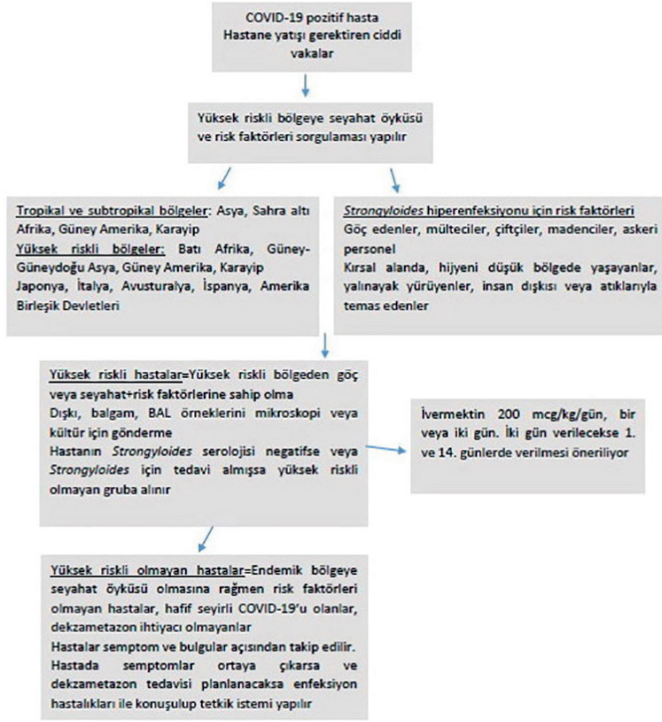 COVID-19 pozitif hasta
Hastane yatışı gerektiren ciddi
vakalar
Yüksek riskli bölgeye seyahat öyküsü
ve risk faktörleri sorgulaması yapılır
Tropikal ve subtropikal bölgeler: Asya, Sahra altı
Afrika, Güney Amerika, Karayip
Yüksek riskli bölgeler: Batı Afrika, Güney-
Güneydoğu Asya, Güney Amerika, Karayip
Japonya, İtalya, Avusturalya, İspanya, Amerika
Birleşik Devletleri
Strongyloides hiperenfeksiyonu için risk faktörleri
Göç edenler, mülteciler, çiftçiler, madenciler, askeri
personel
Kırsal alanda, hijyeni düşük bölgede yaşayanlar,
yalınayak yürüyenler, insan dışkısı veya atıklarıyla
temas edenler
Yüksek riskli hastalar=Yüksek riskli bölgeden göç
veya seyahat+risk faktörlerine sahip olma
Dışkı, balgam, BAL örneklerini mikroskopi veya
kültür için gönderme
Hastanın Strongyloides serolojisi negatifse veya
Strongyloides için tedavi almışsa yüksek riskli
olmayan gruba alınır
İvermektin 200 mcg/kg/gün, bir
veya iki gün. İki gün verilecekse 1.
ve 14. günlerde verilmesi öneriliyor
Yüksek riskli olmayan hastalar=Endemik bölgeye
seyahat öyküsü olmasına rağmen risk faktörleri
olmayan hastalar, hafif seyirli COVID-19'u olanlar,
dekzametazon ihtiyacı olmayanlar
Hastalar semptom ve bulgular açısından takip edilir.
Hastada semptomlar ortaya çıkarsa ve
dekzametazon tedavisi planlanacaksa enfeksiyon
hastalıkları ile konuşulup tetkik istemi yapılır